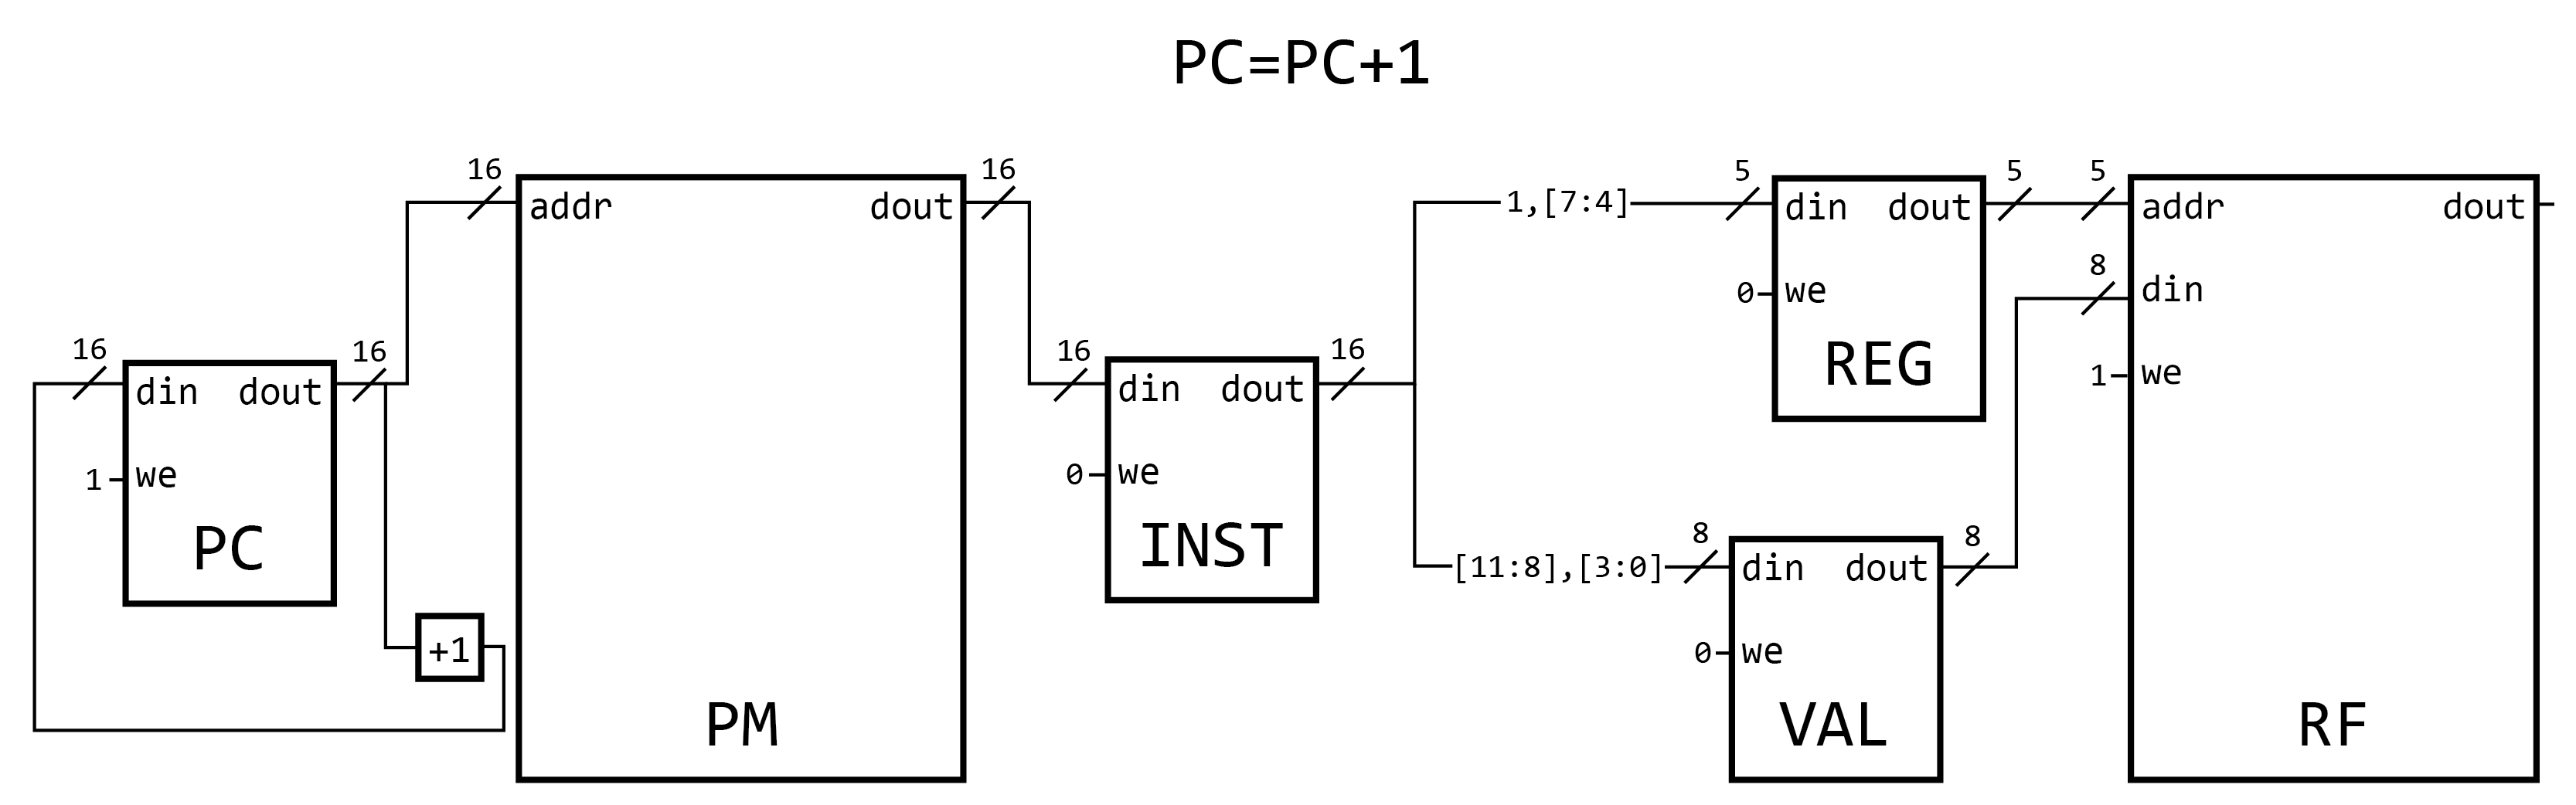 PC=PC+1
16 16 5 5 5
addr dout 1,[7:4] din dout addr dout
8
0 we din
16 16 16 16 REG
din dout din dout 1 we
1 we 0 we
PC INST 8 8
[11:8],[3:0] din dout
+1 0 we
PM VAL RF